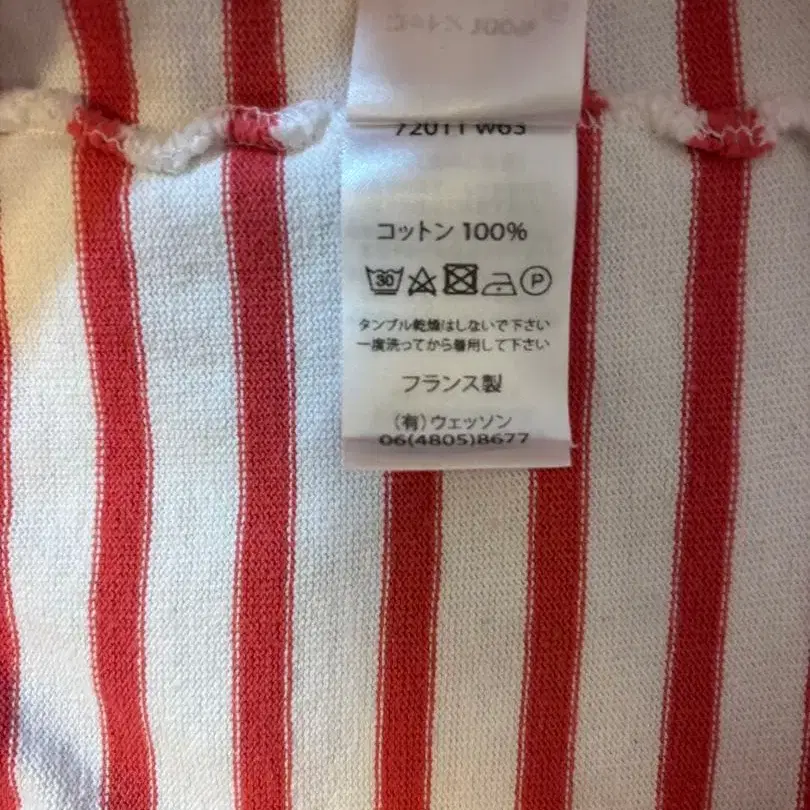 72011 W63
コットン 100%
30 P
タンブル乾燥はしないで下さい
一度洗ってから着用して下さい
フランス製
(有)ウェッソン
06(4805)8677